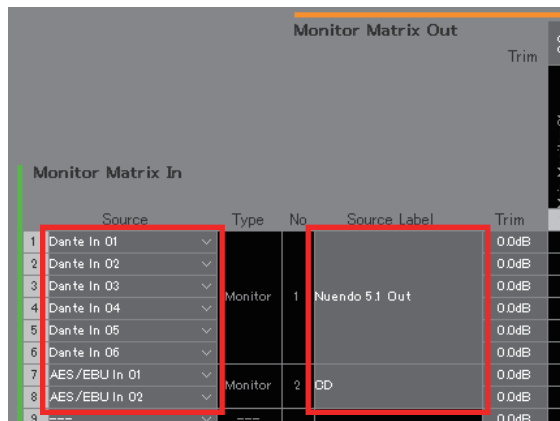 Monitor Matrix Out
Trim
Monitor Matrix In
Source Type No Source Label Trim
1 Dante In 01 0.0dB
2 Dante In 02 0.0dB
3 Dante In 03 0.0dB
Monitor 1 Nuendo 5.1 Out
4 Dante In 04 0.0dB
5 Dante In 05 0.0dB
6 Dante In 06 0.0dB
7 AES/EBU In 01 0.0dB
Monitor 2 CD
8 AES/EBU In 02 0.0dB
9 --- --- 0.0dB